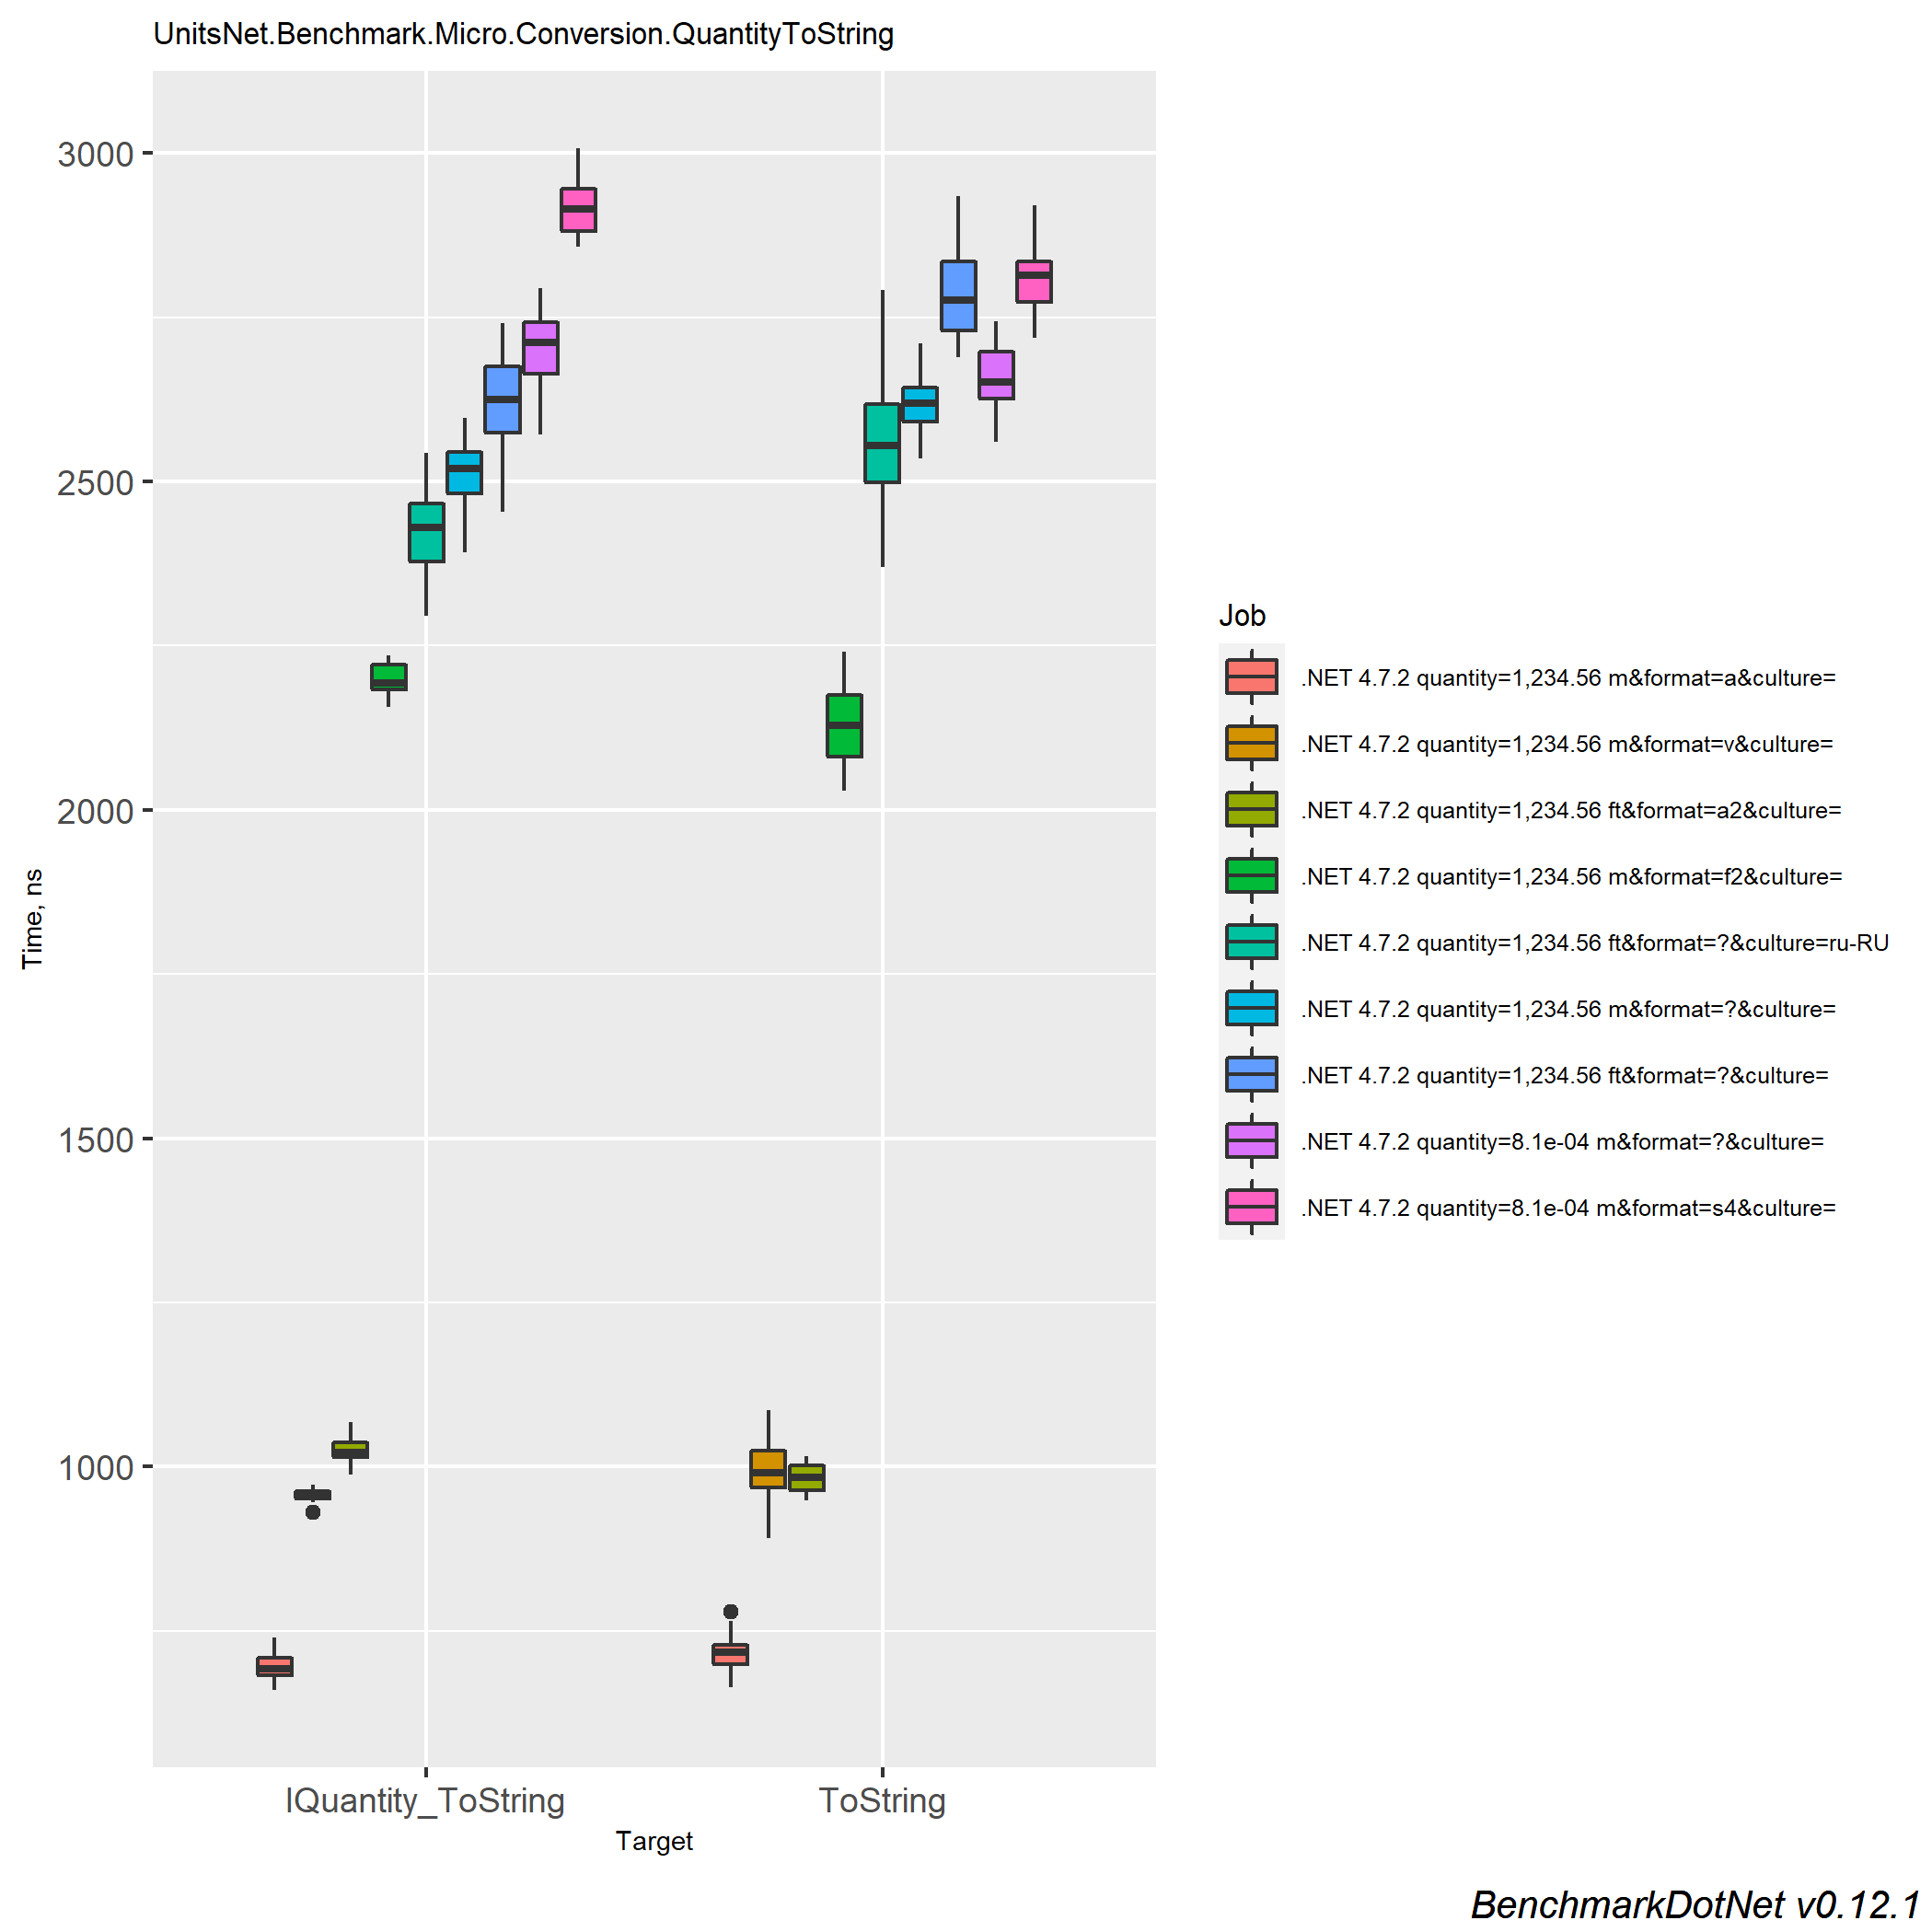 UnitsNet.Benchmark.Micro.Conversion.QuantityToString
3000
2500
2000
1500
1000
Time, ns
IQuantity_ToString
ToString
Target
Job
.NET 4.7.2 quantity=1,234.56 m&format=a&culture=
.NET 4.7.2 quantity=1,234.56 m&format=v&culture=
.NET 4.7.2 quantity=1,234.56 ft&format=a2&culture=
.NET 4.7.2 quantity=1,234.56 m&format=f2&culture=
.NET 4.7.2 quantity=1,234.56 ft&format=?&culture=ru-RU
.NET 4.7.2 quantity=1,234.56 m&format=?&culture=
.NET 4.7.2 quantity=1,234.56 ft&format=?&culture=
.NET 4.7.2 quantity=8.1e-04 m&format=?&culture=
.NET 4.7.2 quantity=8.1e-04 m&format=s4&culture=
BenchmarkDotNet v0.12.1